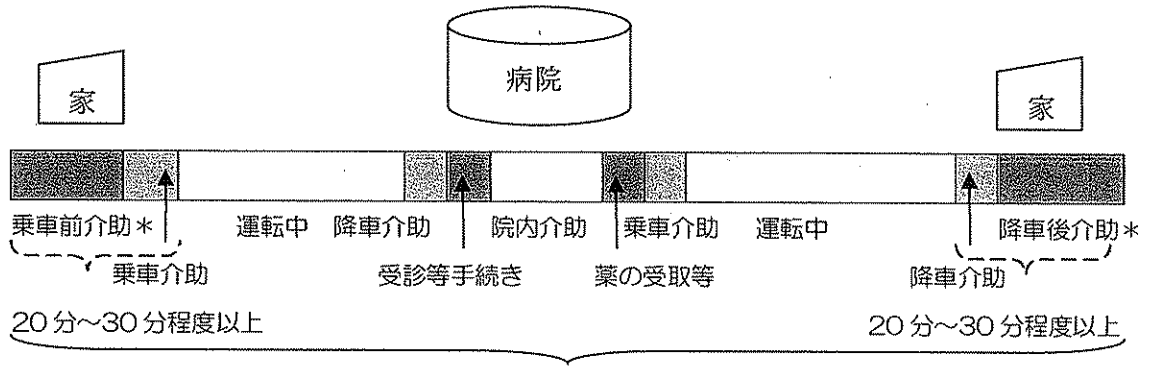 病院
家
家
乗車前介助* 運転中 降車介助 院内介助 乗車介助 運転中 降車後介助*
乗車介助 受診等手続き 薬の受取等 降車介助
20分～30分程度以上 20分～30分程度以上